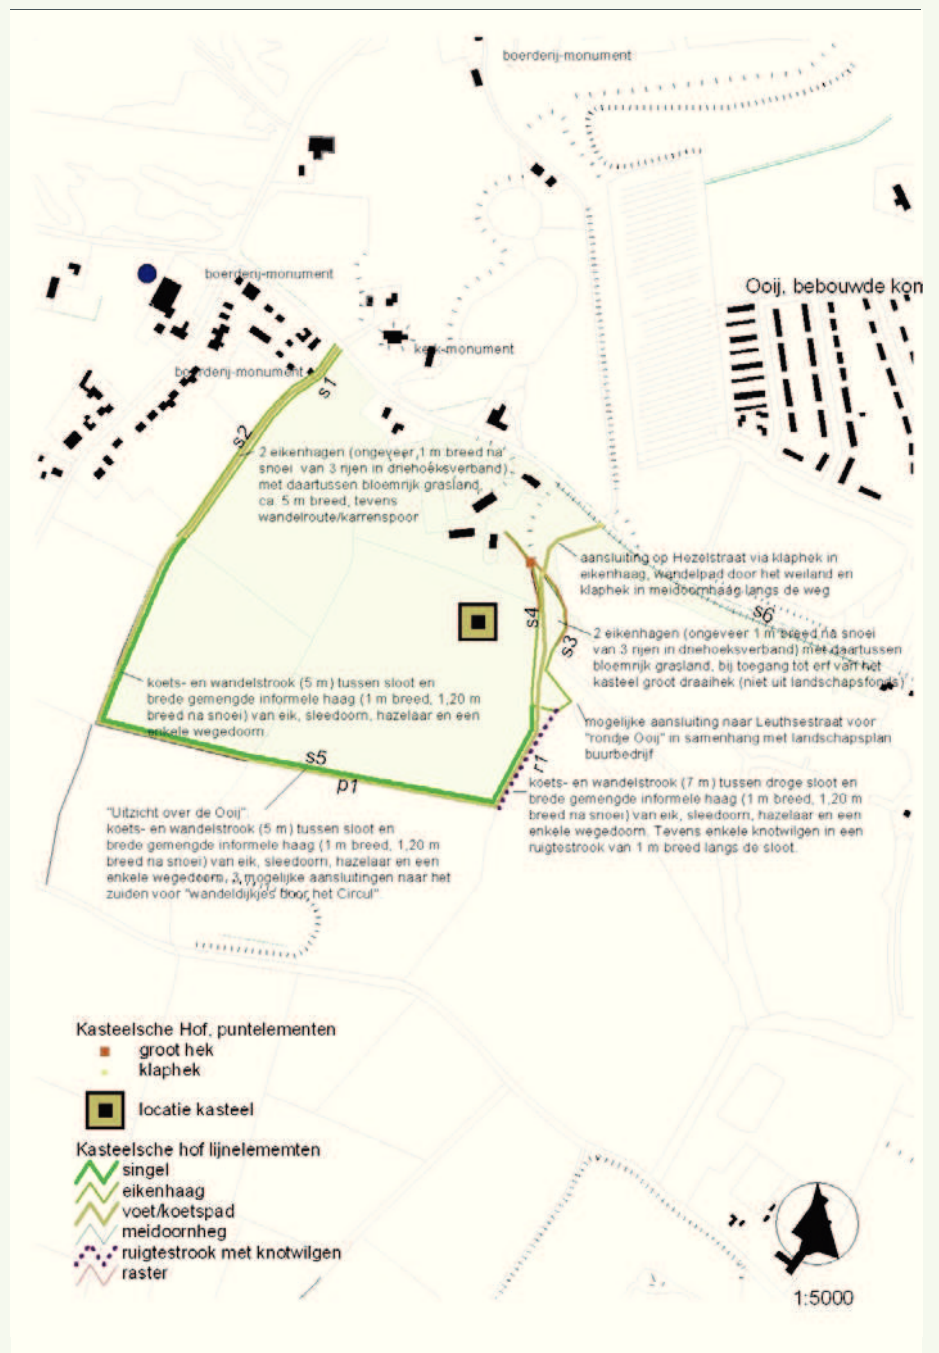 boerderij-monument
boerderij-monument
Ooij, bebouwde kom
kerk-monument
boerderij-monument
s1
s2
2 eikenhagen (ongeveer 1 m breed na
snoei van 3 rijen in driehoeksverband)
met daartussen bloemrijk grasland,
ca. 5 m breed, tevens
wandelroute/karrenspoor
aansluiting op Hezelstraat via klaphek in
eikenhaag, wandelpad door het weiland en
klaphek in meidoornhaag langs de weg
s6
s4
s3
2 eikenhagen (ongeveer 1 m breed na snoei
van 3 rijen in driehoeksverband) met daartussen
bloemrijk grasland, bij toegang tot erf van het
kasteel groot draaihek (niet uit landschapsfonds)
koets- en wandelstrook (5 m) tussen sloot en
brede gemengde informele haag (1 m breed, 1,20 m
breed na snoei) van eik, sleedoorn, hazelaar en een
enkele wegedoorn.
mogelijke aansluiting naar Leuthsestraat voor
"rondje Ooij" in samenhang met landschapsplan
buurbedrijf
s5
p1
r1
koets- en wandelstrook (7 m) tussen droge sloot en
brede gemengde informele haag (1 m breed, 1,20 m
breed na snoei) van eik, sleedoorn, hazelaar en een
enkele wegedoorn. Tevens enkele knotwilgen in een
ruigtestrook van 1 m breed langs de sloot.
"Uitzicht over de Ooij"
koets- en wandelstrook (5 m) tussen sloot en
brede gemengde informele haag (1 m breed, 1,20 m
breed na snoei) van eik, sleedoorn, hazelaar en een
enkele wegedoorn, 3 mogelijke aansluitingen naar het
zuiden voor "wandeldijkjes door het Circul"
Kasteelsche Hof, puntelementen
groot hek
klaphek
locatie kasteel
Kasteelsche hof lijnelememten
singel
eikenhaag
voet/koetspad
meidoornheg
ruigtestrook met knotwilgen
raster
1:5000